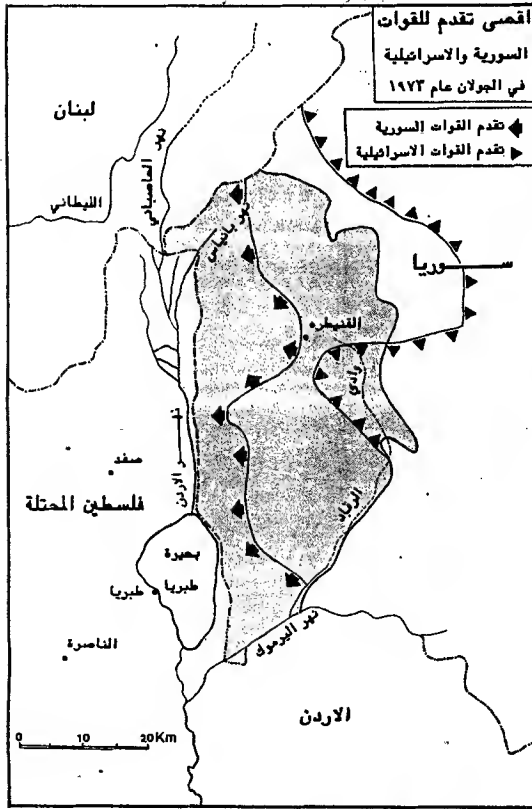 اقصى تقدم للقوات
السورية والاسرائيلية
في الجولان عام ١٩٧٣
تقدم القوات السورية
تقدم القوات الاسرائيلية
لبنان
نهر الحاصباني
الليطاني
نهر بانياس
ســـوريا
القنيطره
وادي
الرقاد
نهـــر الاردن
صفد
فلسطين المحتلة
بحيرة
طبريا
طبريا
الناصرة
نهر اليرموك
الاردن
0 10 20Km